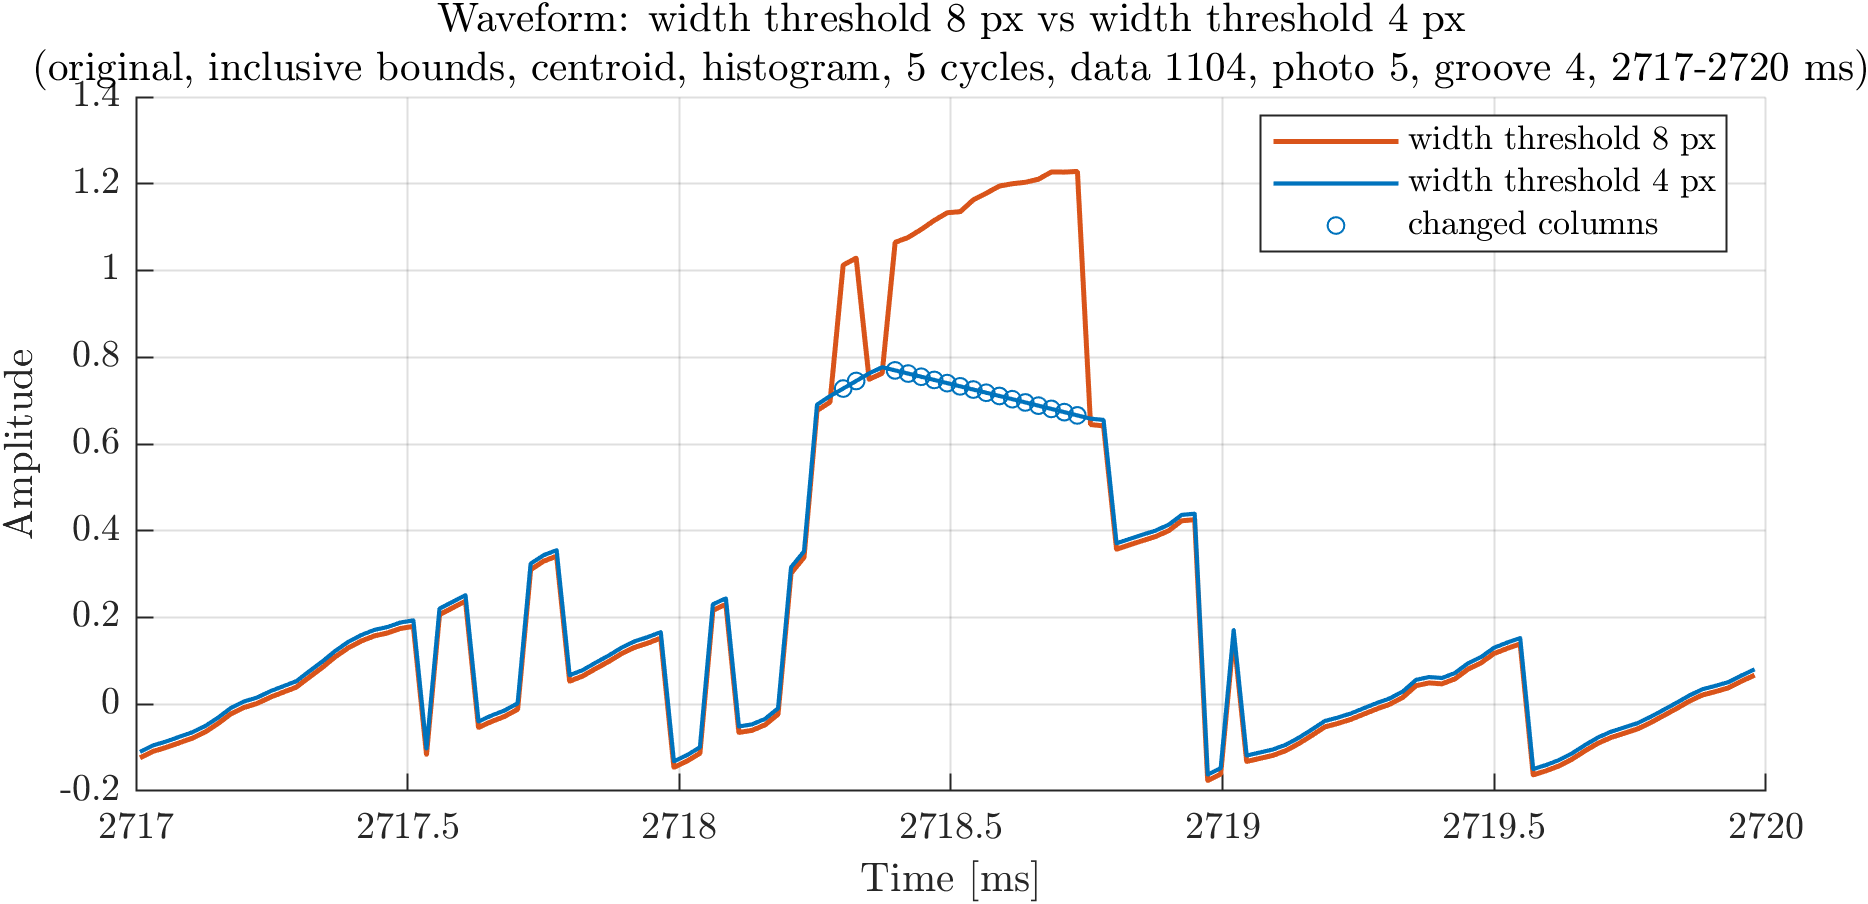 Waveform: width threshold 8 px vs width threshold 4 px
(original, inclusive bounds, centroid, histogram, 5 cycles, data 1104, photo 5, groove 4, 2717-2720 ms)
1.4
1.2
1
0.8
0.6
0.4
0.2
0
-0.2
Amplitude
width threshold 8 px
width threshold 4 px
changed columns
2717 2717.5 2718 2718.5 2719 2719.5 2720
Time [ms]